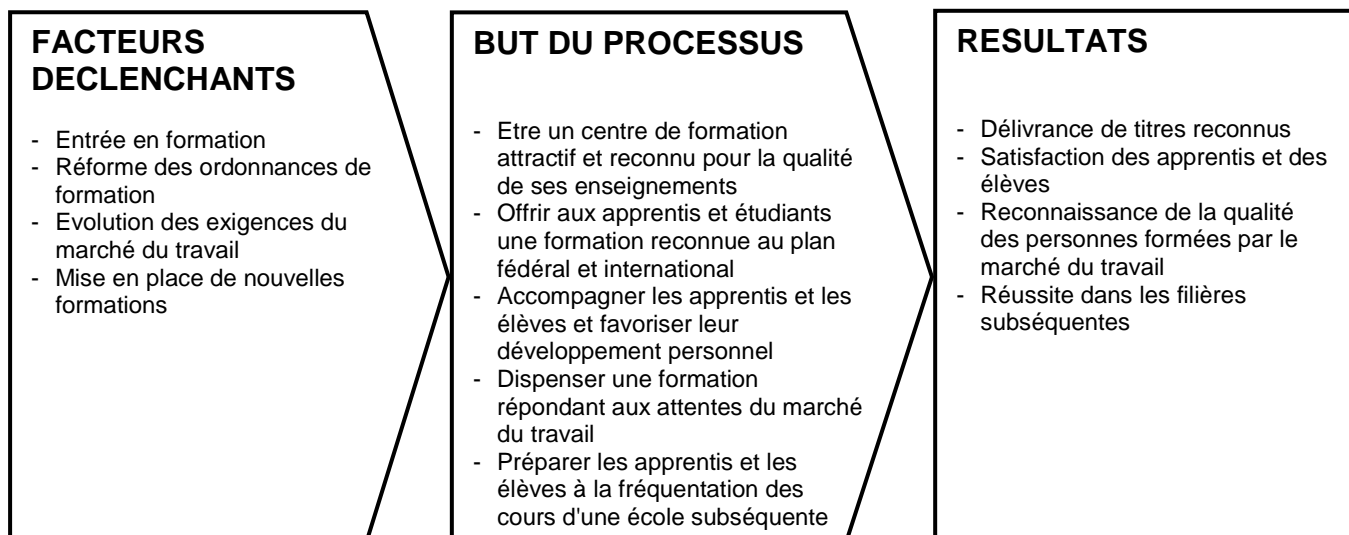 FACTEURS
DECLENCHANTS
- Entrée en formation
- Réforme des ordonnances de
formation
- Evolution des exigences du
marché du travail
- Mise en place de nouvelles
formations
BUT DU PROCESSUS
- Etre un centre de formation
attractif et reconnu pour la qualité
de ses enseignements
- Offrir aux apprentis et étudiants
une formation reconnue au plan
fédéral et international
- Accompagner les apprentis et les
élèves et favoriser leur
développement personnel
- Dispenser une formation
répondant aux attentes du marché
du travail
- Préparer les apprentis et les
élèves à la fréquentation des
cours d'une école subséquente
RESULTATS
- Délivrance de titres reconnus
- Satisfaction des apprentis et des
élèves
- Reconnaissance de la qualité
des personnes formées par le
marché du travail
- Réussite dans les filières
subséquentes